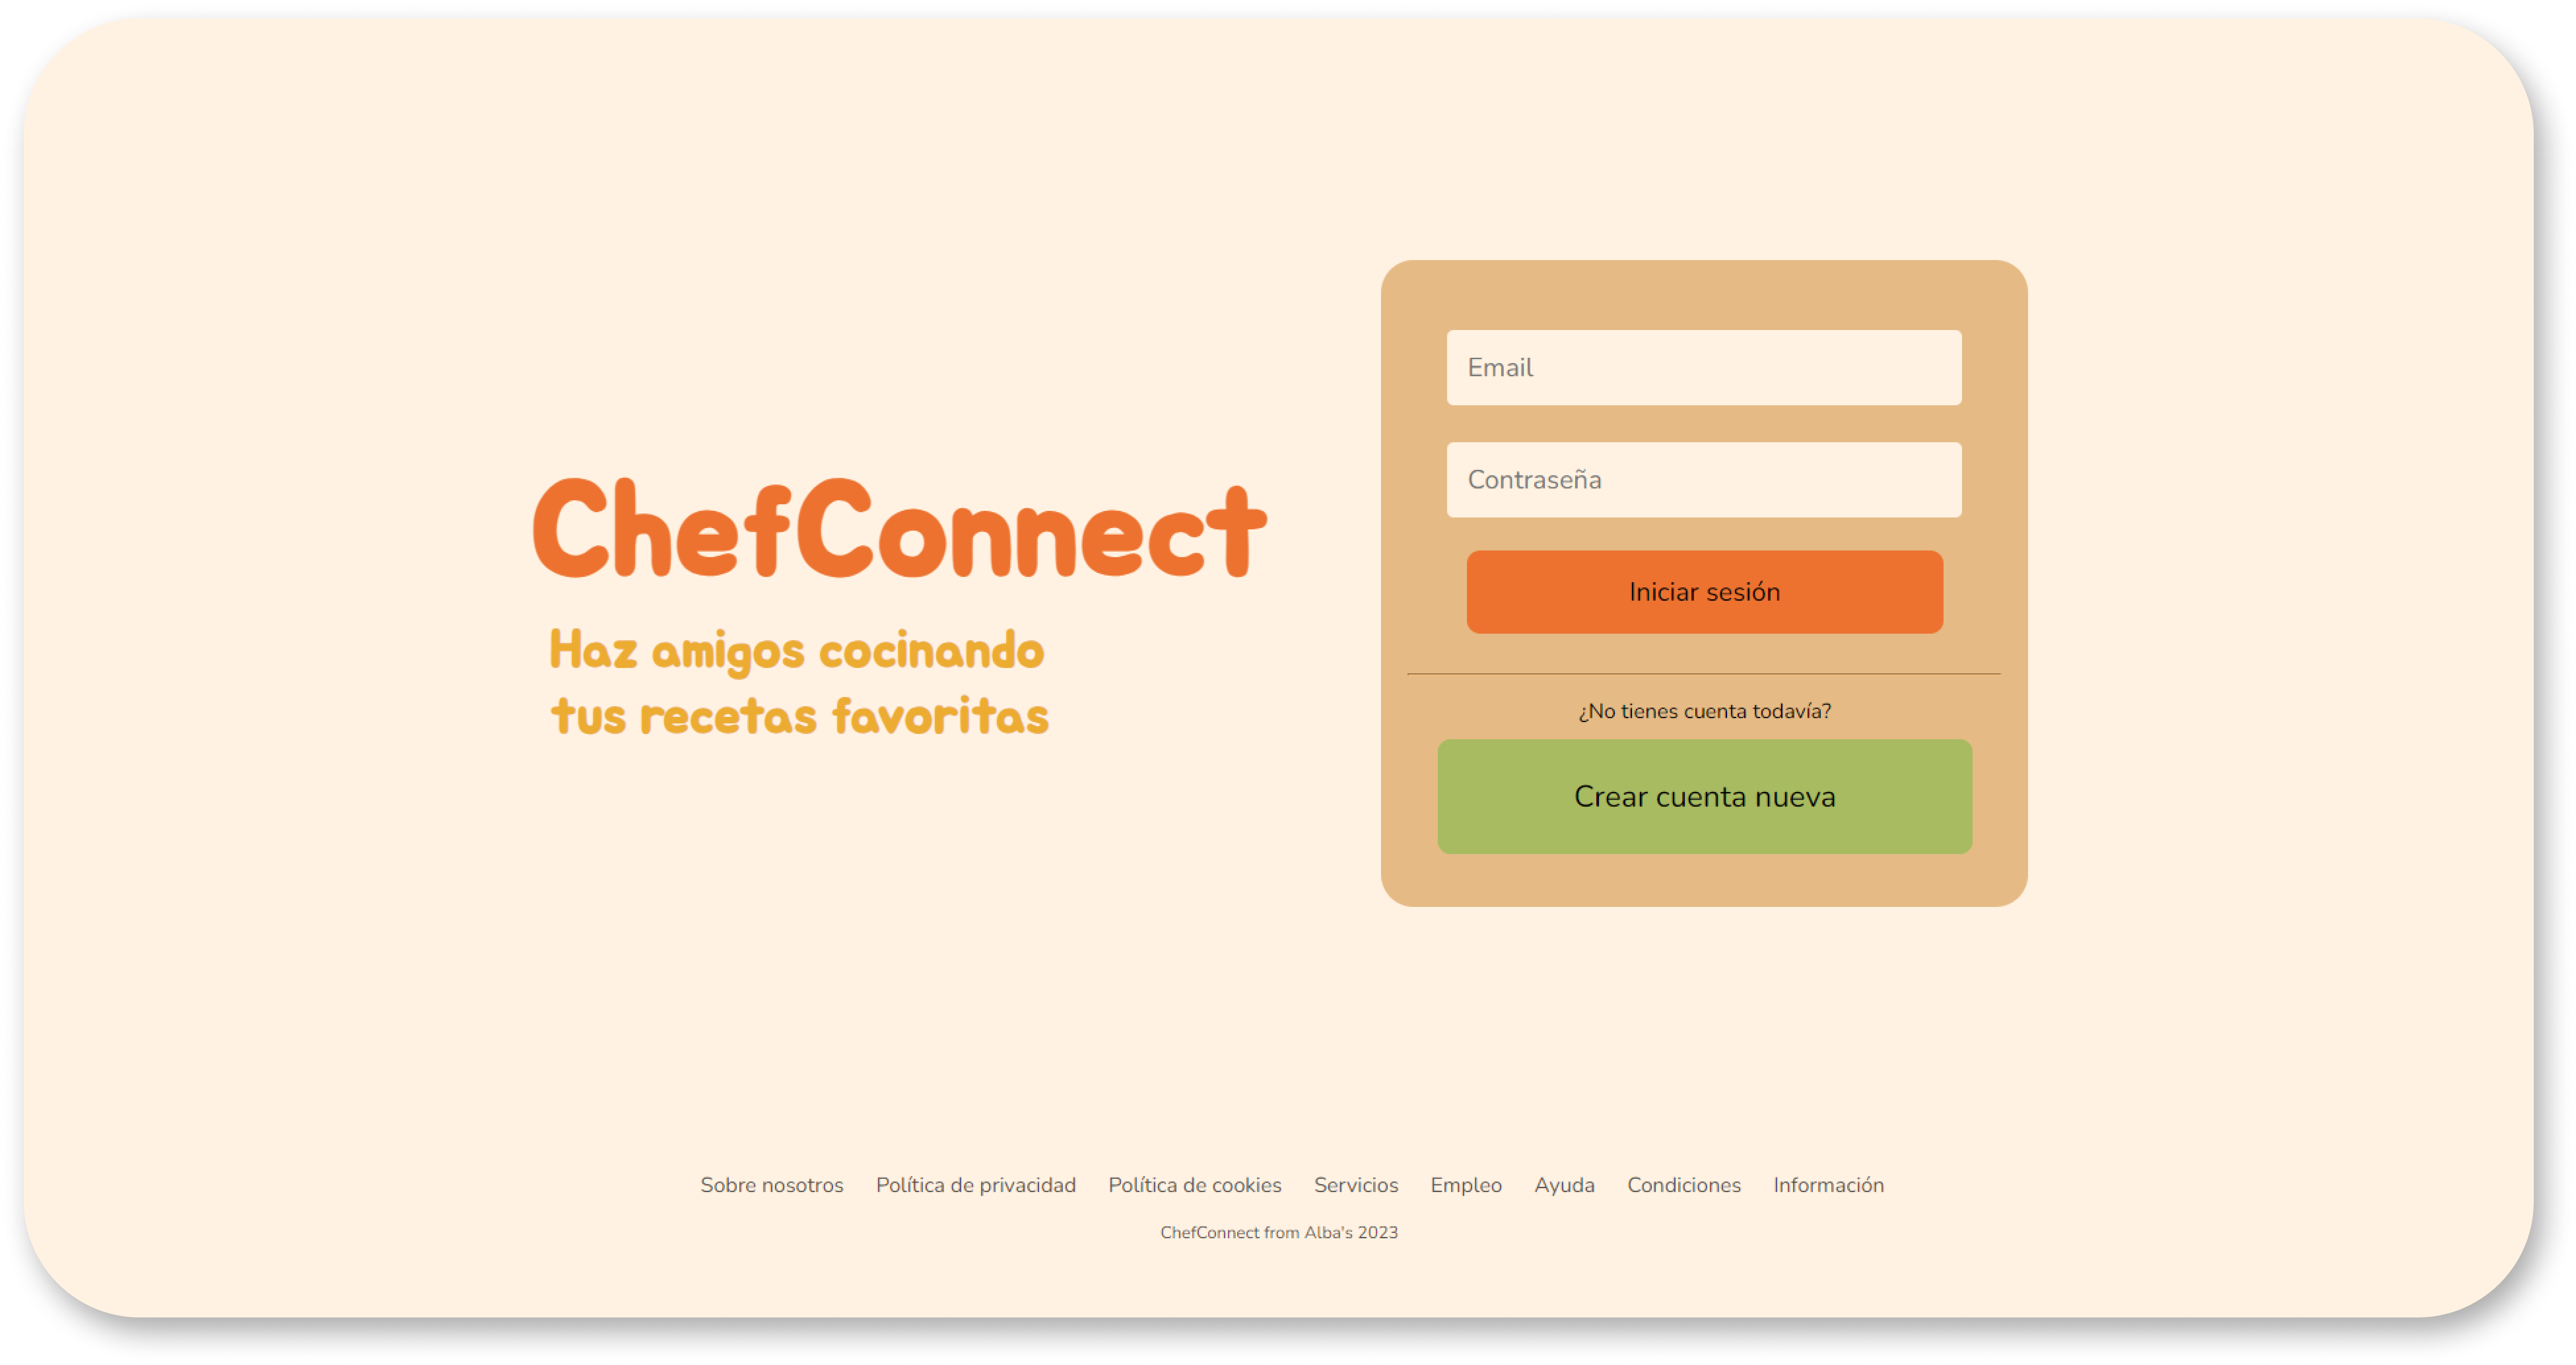 ChefConnect
Haz amigos cocinando
tus recetas favoritas
Email
Contraseña
Iniciar sesión
¿No tienes cuenta todavía?
Crear cuenta nueva
Sobre nosotros Política de privacidad Política de cookies Servicios Empleo Ayuda Condiciones Información
ChefConnect from Alba's 2023